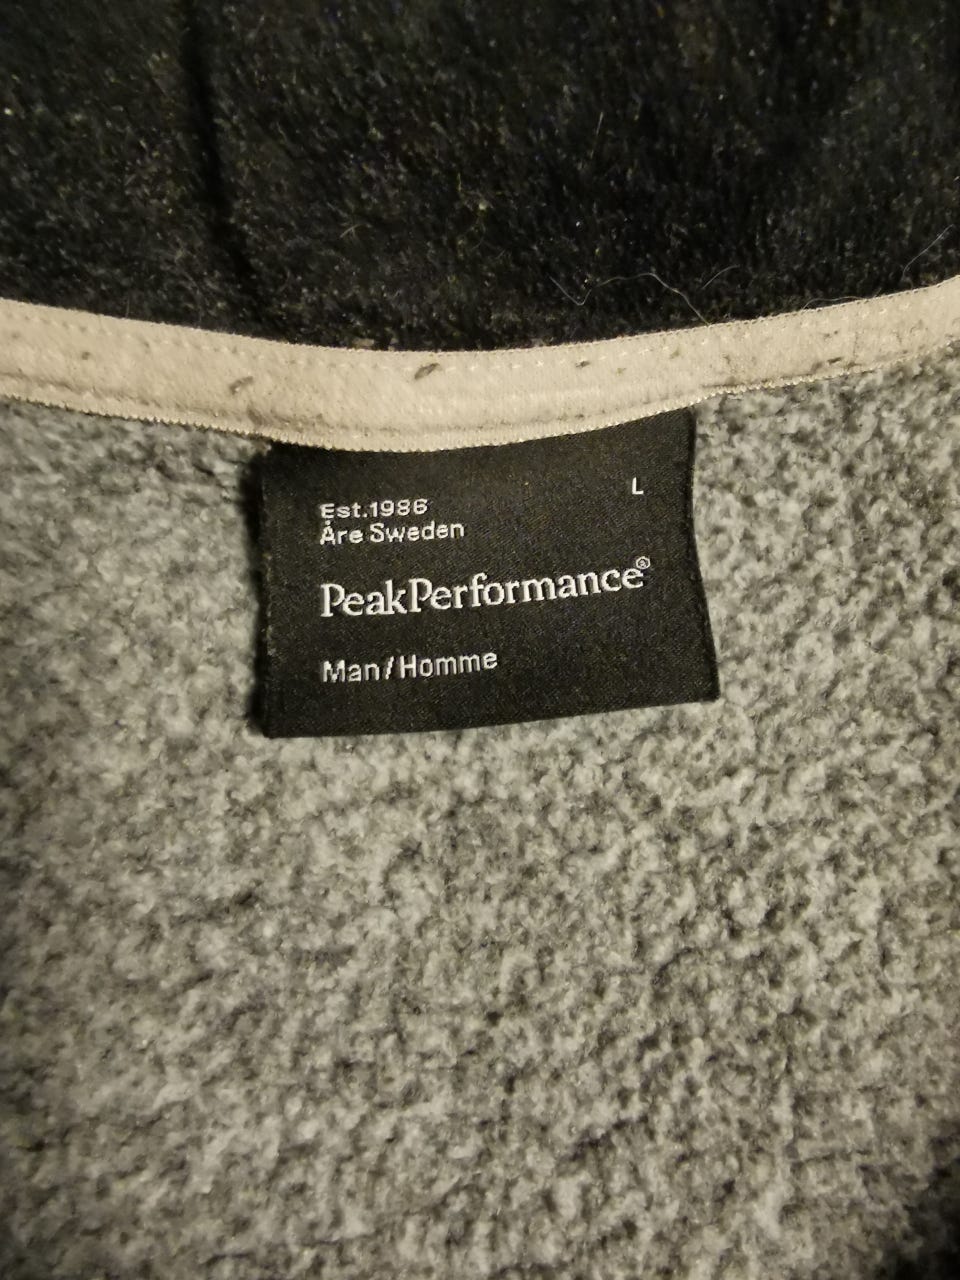 Est.1986
Åre Sweden
L
PeakPerformance®
Man/Homme